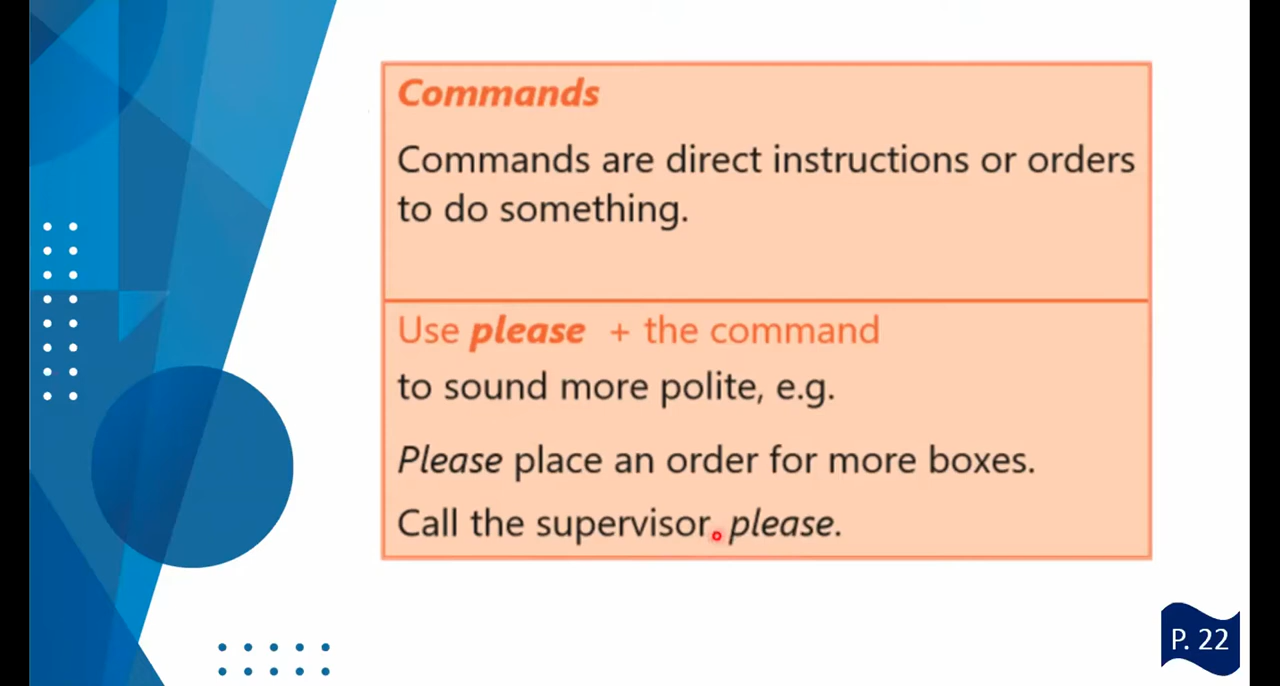 Commands
Commands are direct instructions or orders
to do something.
Use please + the command
to sound more polite, e.g.
Please place an order for more boxes.
Call the supervisor, please.
P. 22